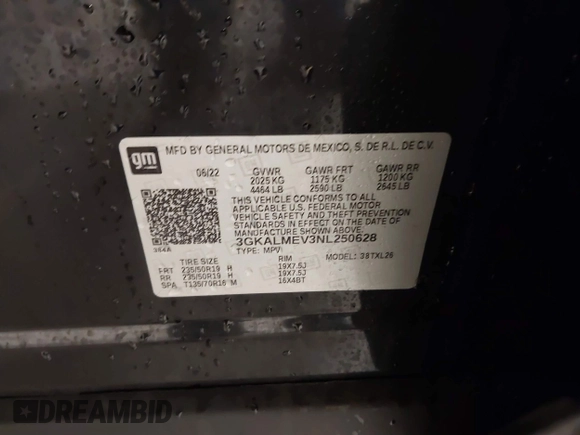 gm
MFD BY GENERAL MOTORS DE MEXICO, S. DE R.L. DE C.V.
06/22 GVWR GAWR FRT GAWR RR
2025 KG 1175 KG 1200 KG
4464 LB 2590 LB 2645 LB
THIS VEHICLE CONFORMS TO ALL
APPLICABLE U.S. FEDERAL MOTOR
VEHICLE SAFETY AND THEFT PREVENTION
STANDARDS IN EFFECT ON THE DATE OF
MANUFACTURE SHOWN ABOVE.
3GKALMEV3NL250628
TYPE: MPV MODEL: 38TXL26
TIRE SIZE RIM
FRT 235/50R19 H 19X7.5J
RR 235/50R19 H 19X7.5J
SPA T135/70R16 M 16X4BT
DREAMBID